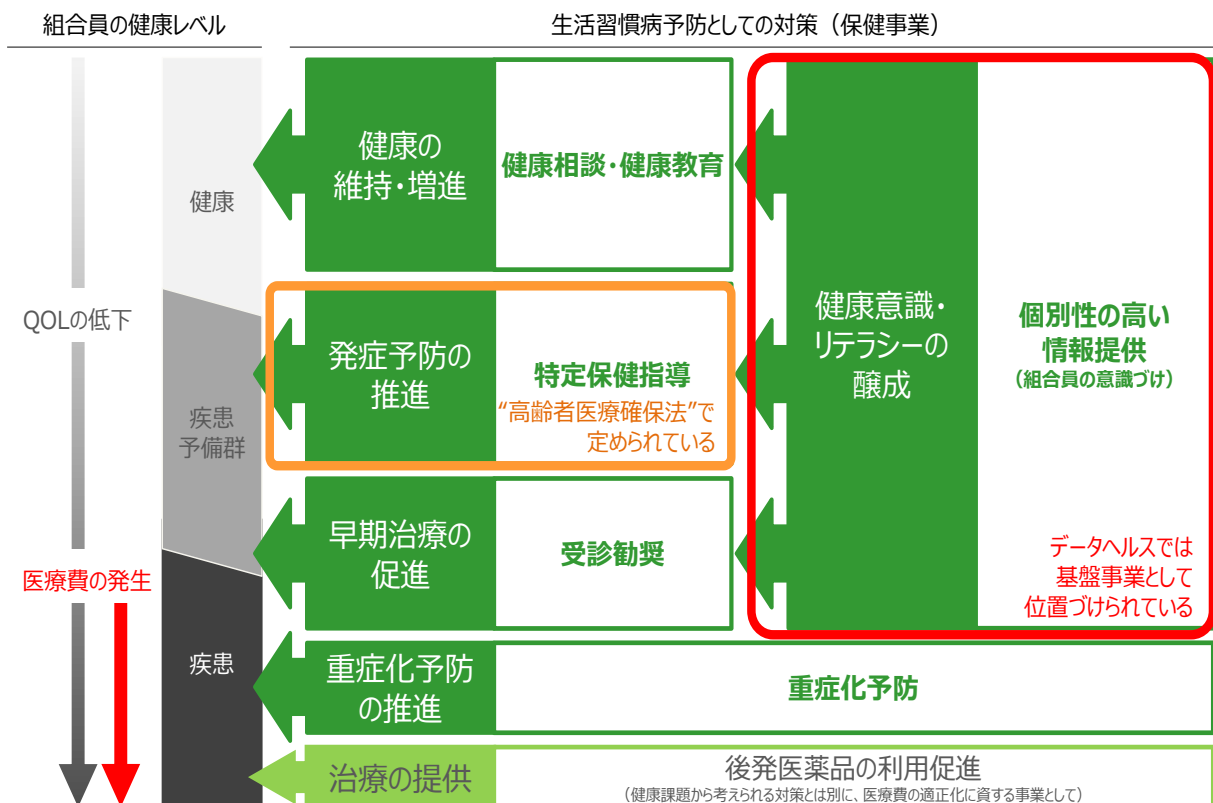 組合員の健康レベル
生活習慣病予防としての対策（保健事業）
QOLの低下
医療費の発生
健康
疾患
予備群
疾患
健康の
維持・増進
健康相談・健康教育
発症予防の
推進
特定保健指導
“高齢者医療確保法”で
定められている
早期治療の
促進
受診勧奨
健康意識・
リテラシーの
醸成
個別性の高い
情報提供
（組合員の意識づけ）
データヘルスでは
基盤事業として
位置づけられている
重症化予防
の推進
重症化予防
治療の提供
後発医薬品の利用促進
（健康課題から考えられる対策とは別に、医療費の適正化に資する事業として）